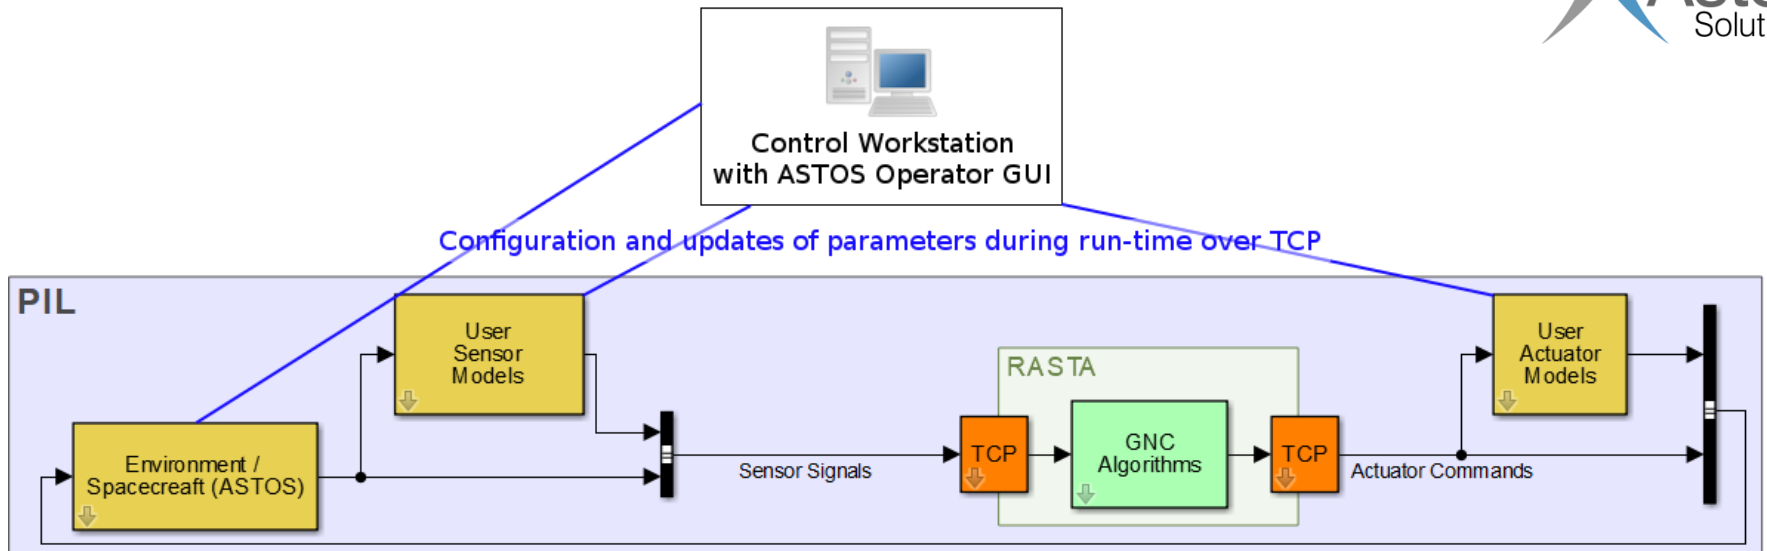 Solut
Control Workstation
with ASTOS Operator GUI
Configuration and updates of parameters during run-time over TCP
PIL
User
Sensor
Models
User
Actuator
Models
RASTA
Environment /
Spacecreaft (ASTOS)
Sensor Signals
TCP
GNC
Algorithms
TCP
Actuator Commands